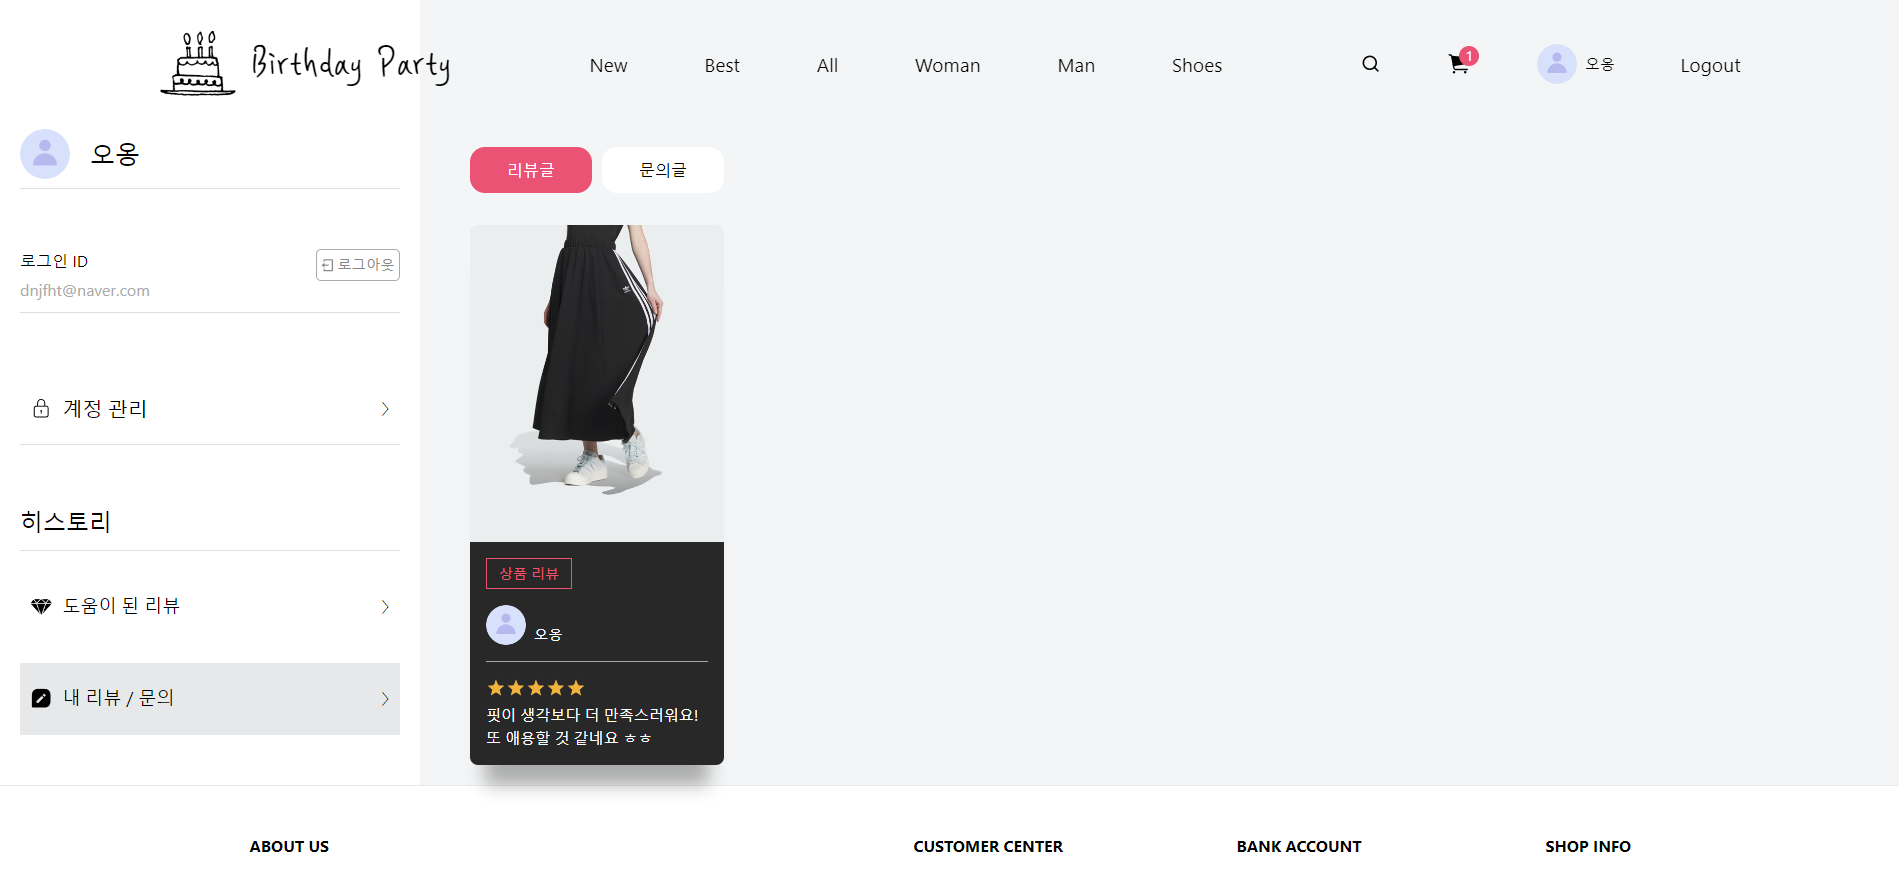 Birthday Party
New
Best
All
Woman
Man
Shoes
1
오옹
Logout
오옹
로그인 ID
로그아웃
dnjfht@naver.com
계정 관리
히스토리
도움이 된 리뷰
내 리뷰 / 문의
리뷰글
문의글
상품 리뷰
오옹
핏이 생각보다 더 만족스러워요!
또 애용할 것 같네요 ㅎㅎ
ABOUT US
CUSTOMER CENTER
BANK ACCOUNT
SHOP INFO